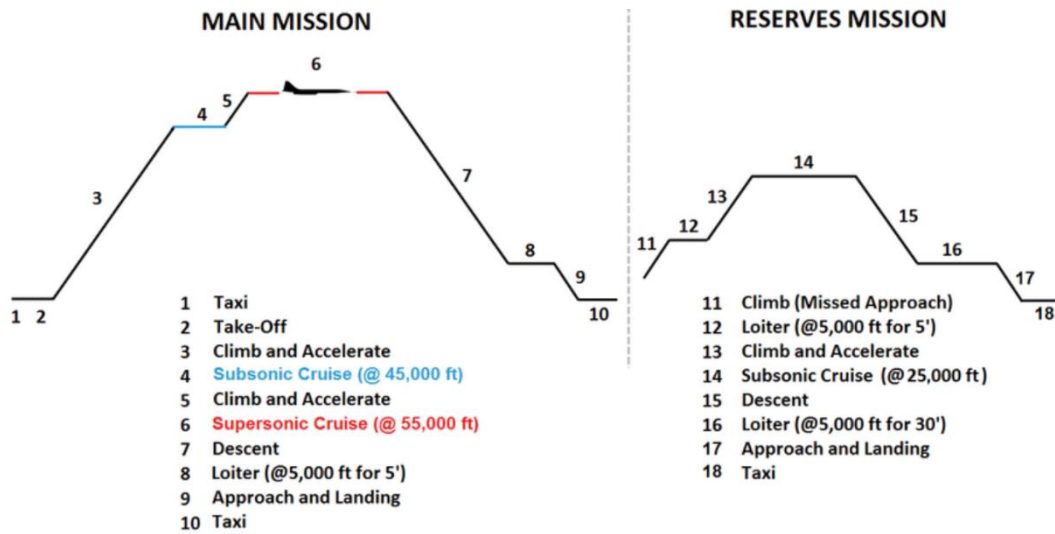 MAIN MISSION
6
5
4
3
7
8
9
1 2
10
1 Taxi
2 Take-Off
3 Climb and Accelerate
4 Subsonic Cruise (@ 45,000 ft)
5 Climb and Accelerate
6 Supersonic Cruise (@ 55,000 ft)
7 Descent
8 Loiter (@5,000 ft for 5')
9 Approach and Landing
10 Taxi
RESERVES MISSION
14
13
12
11
15
16
17
18
11 Climb (Missed Approach)
12 Loiter (@5,000 ft for 5')
13 Climb and Accelerate
14 Subsonic Cruise (@25,000 ft)
15 Descent
16 Loiter (@5,000 ft for 30')
17 Approach and Landing
18 Taxi